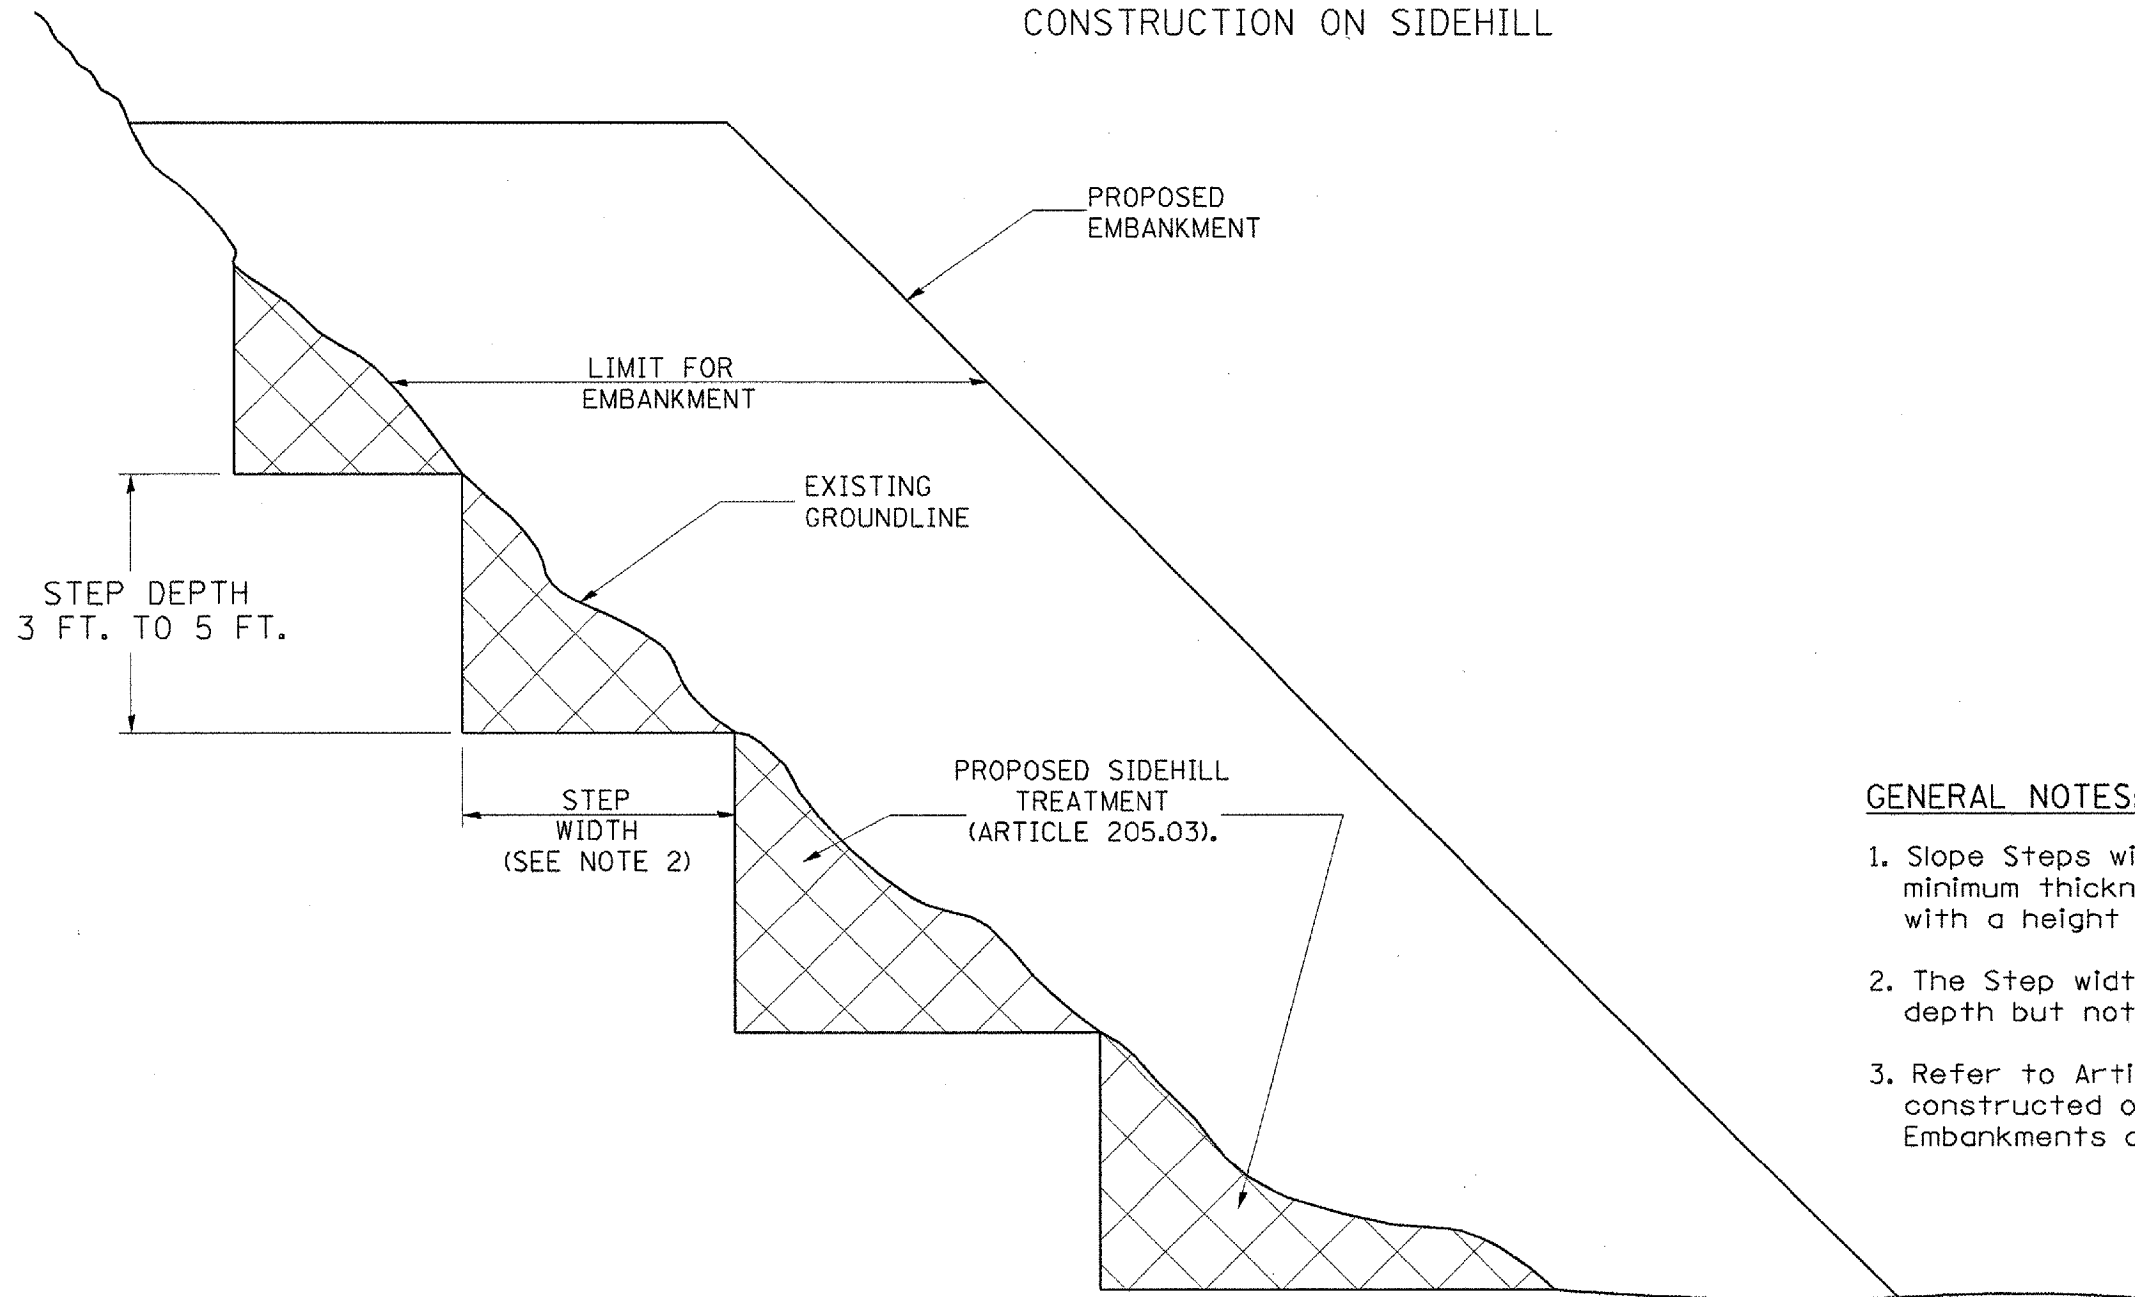 CONSTRUCTION ON SIDEHILL
PROPOSED
EMBANKMENT
LIMIT FOR
EMBANKMENT
EXISTING
GROUNDLINE
STEP DEPTH
3 FT. TO 5 FT.
STEP
WIDTH
(SEE NOTE 2)
PROPOSED SIDEHILL
TREATMENT
(ARTICLE 205.03).
GENERAL NOTES:
1. Slope Steps
minimum
with a height
2. The Step
depth but not
3. Refer to
constructed
Embankments